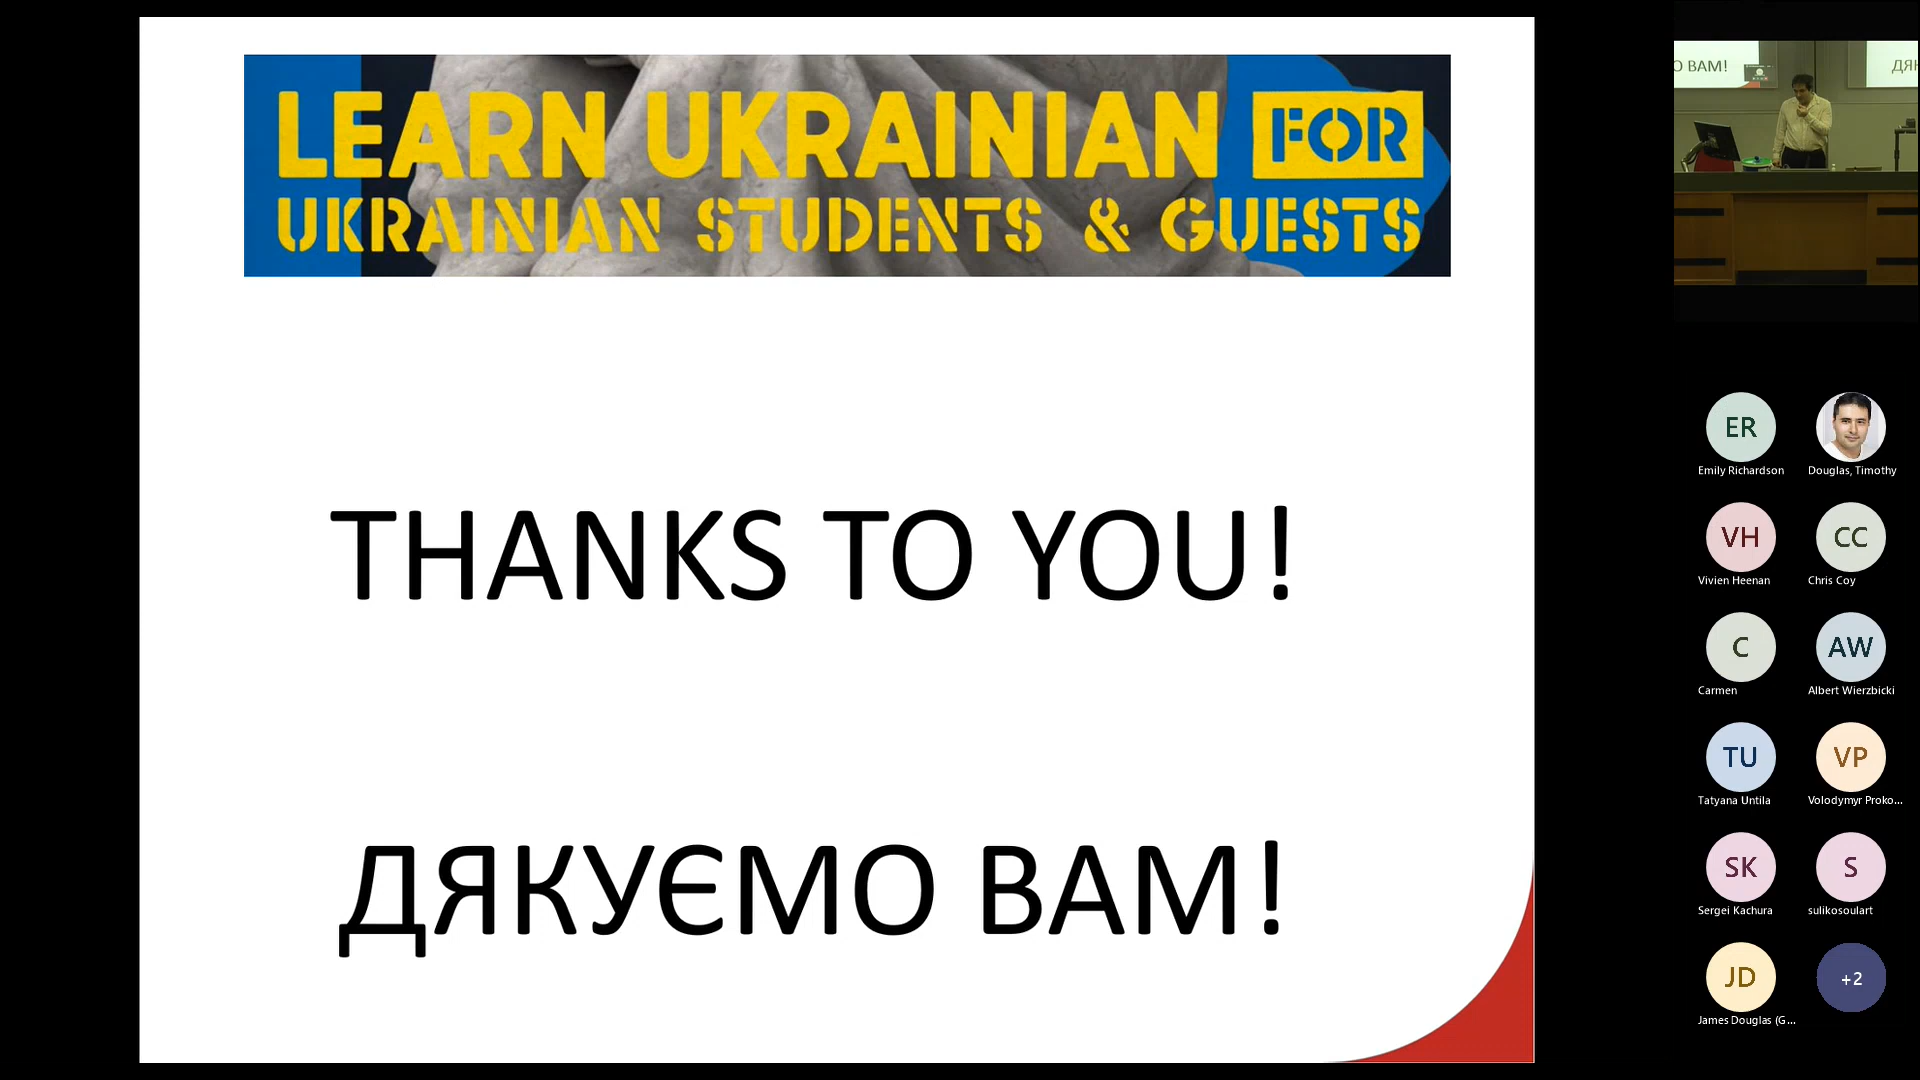 LEARN UKRAINIAN FOR
UKRAINIAN STUDENTS & GUESTS
THANKS TO YOU!
ДЯКУЄМО ВАМ!
О ВАМ!
ДЯК
ER
Emily Richardson
Douglas, Timothy
VH
Vivien Heenan
CC
Chris Coy
C
Carmen
AW
Albert Wierzbicki
TU
Tatyana Untila
VP
Volodymyr Proko...
SK
Sergei Kachura
S
sulikosoulart
JD
James Douglas (G...
+2